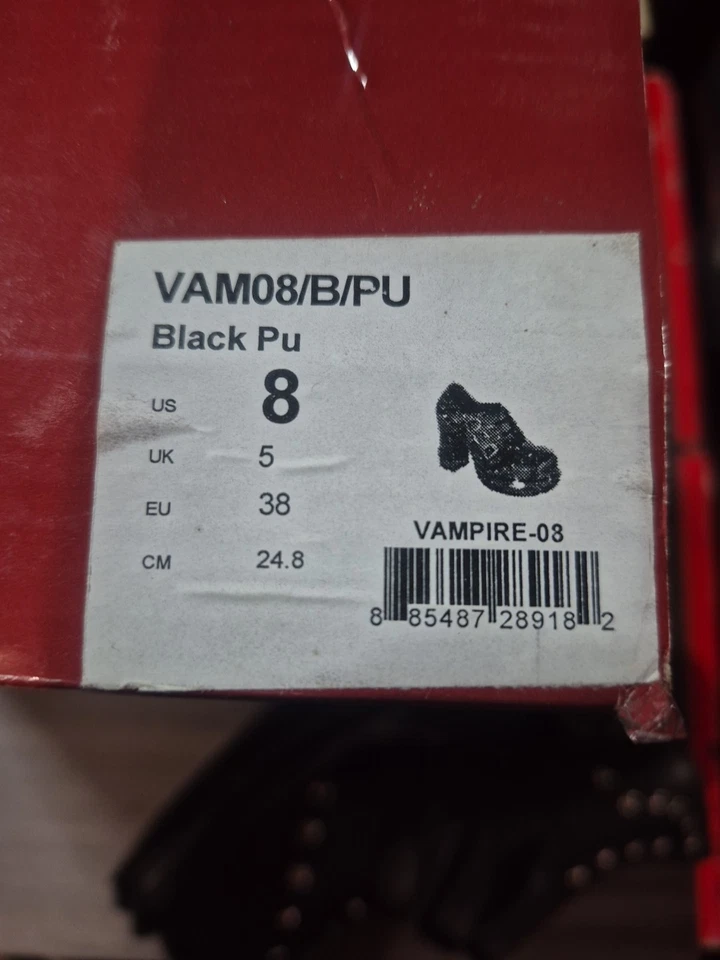 VAM08/B/PU
Black Pu
US 8
UK 5
EU 38
CM 24.8
VAMPIRE-08
8 85487 28918 2